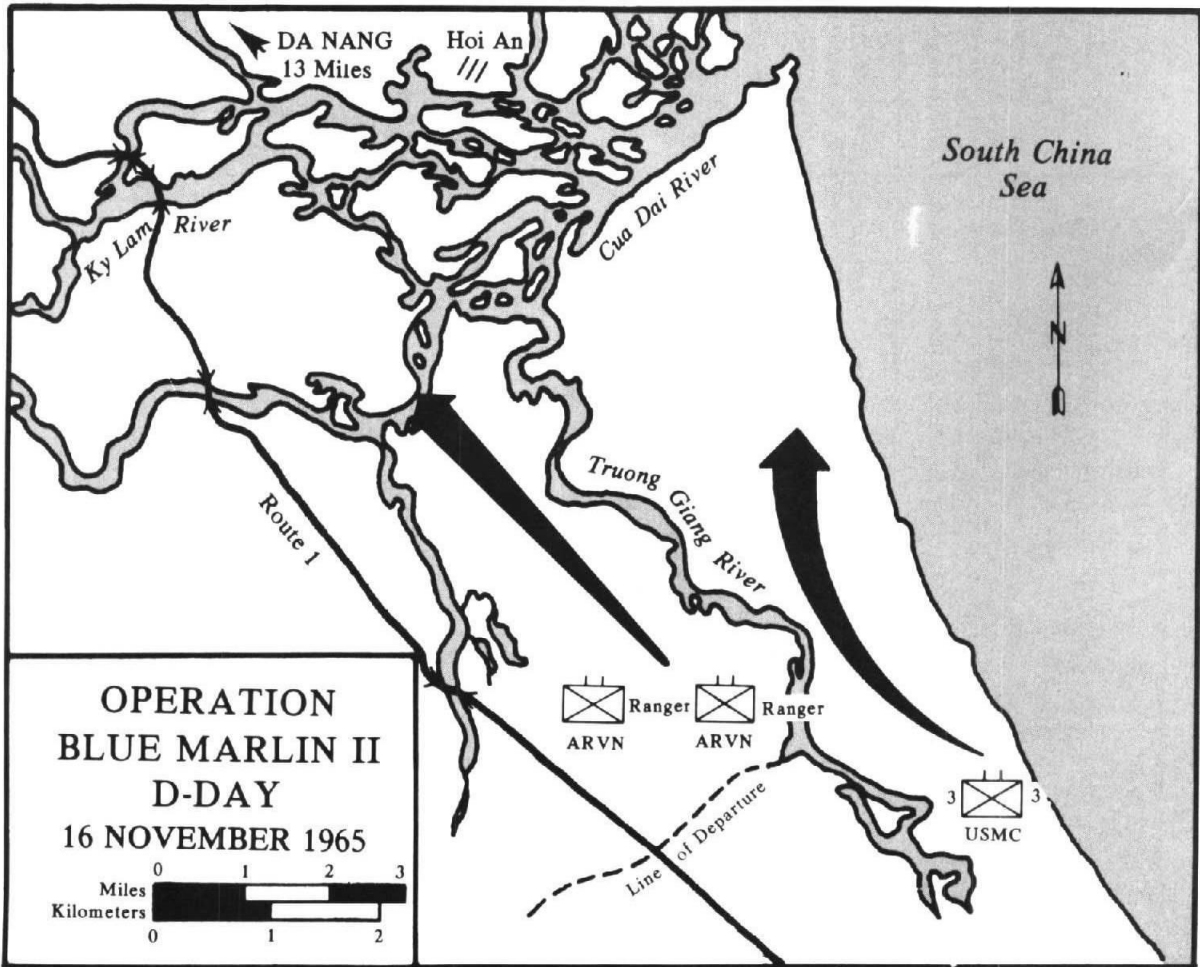 DA NANG
13 Miles
Hoi An
South China
Sea
Cua Dai River
Ky Lam River
N
Truong Giang
River
Route 1
Ranger
Ranger
ARVN
ARVN
3 3
USMC
Line of Departure
OPERATION
BLUE MARLIN II
D-DAY
16 NOVEMBER 1965
0 1 2 3
Miles
Kilometers
0 1 2